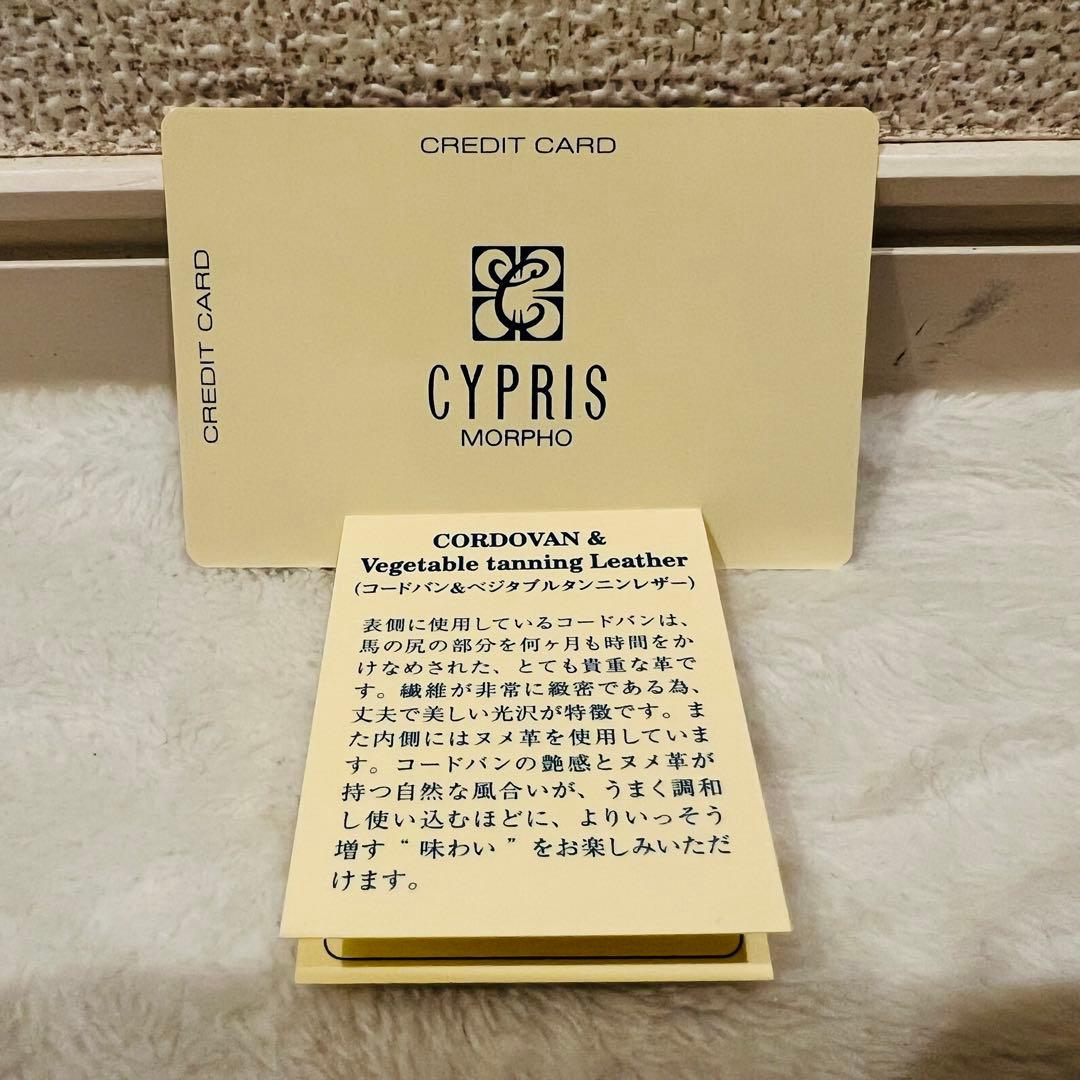 CREDIT CARD
CREDIT CARD
CYPRIS
MORPHO
CORDOVAN &
Vegetable tanning Leather
(コードバン&ベジタブルタンニンレザー)
表側に使用しているコードバンは、
馬の尻の部分を何ヶ月も時間をか
けなめされた、とても貴重な革で
す。繊維が非常に緻密である為、
丈夫で美しい光沢が特徴です。ま
た内側にはヌメ革を使用していま
す。コードバンの艶感とヌメ革が
持つ自然な風合いが、うまく調和
し使い込むほどに、よりいっそう
増す“味わい”をお楽しみいただ
けます。